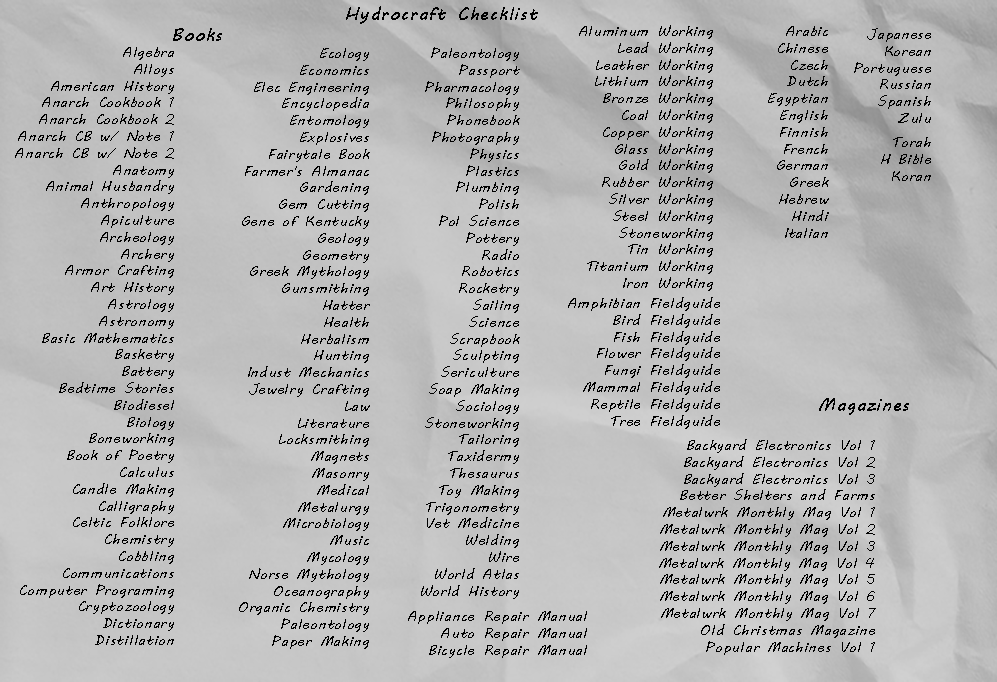 Hydrocraft Checklist
Books
Algebra
Alloys
American History
Anarch Cookbook 1
Anarch Cookbook 2
Anarch CB w/ Note 1
Anarch CB w/ Note 2
Anatomy
Animal Husbandry
Anthropology
Apiculture
Archeology
Archery
Armor Crafting
Art History
Astrology
Astronomy
Basic Mathematics
Basketry
Battery
Bedtime Stories
Biodiesel
Biology
Boneworking
Book of Poetry
Calculus
Candle Making
Calligraphy
Celtic Folklore
Chemistry
Cobbling
Communications
Computer Programing
Cryptozoology
Dictionary
Distillation
Ecology
Economics
Elec Engineering
Encyclopedia
Entomology
Explosives
Fairytale Book
Farmer's Almanac
Gardening
Gem Cutting
Gene of Kentucky
Geology
Geometry
Greek Mythology
Gunsmithing
Hatter
Health
Herbalism
Hunting
Indust Mechanics
Jewelry Crafting
Law
Literature
Locksmithing
Magnets
Masonry
Medical
Metalurgy
Microbiology
Music
Mycology
Norse Mythology
Oceanography
Organic Chemistry
Paleontology
Paper Making
Paleontology
Passport
Pharmacology
Philosophy
Phonebook
Photography
Physics
Plastics
Plumbing
Polish
Pol Science
Pottery
Radio
Robotics
Rocketry
Sailing
Science
Scrapbook
Sculpting
Sericulture
Soap Making
Sociology
Stoneworking
Tailoring
Taxidermy
Thesaurus
Toy Making
Trigonometry
Vet Medicine
Welding
Wire
World Atlas
World History
Appliance Repair Manual
Auto Repair Manual
Bicycle Repair Manual
Aluminum Working
Lead Working
Leather Working
Lithium Working
Bronze Working
Coal Working
Copper Working
Glass Working
Gold Working
Rubber Working
Silver Working
Steel Working
Stoneworking
Tin Working
Titanium Working
Iron Working
Amphibian Fieldguide
Bird Fieldguide
Fish Fieldguide
Flower Fieldguide
Fungi Fieldguide
Mammal Fieldguide
Reptile Fieldguide
Tree Fieldguide
Arabic
Chinese
Czech
Dutch
Egyptian
English
Finnish
French
German
Greek
Hebrew
Hindi
Italian
Japanese
Korean
Portuguese
Russian
Spanish
Zulu
Torah
H Bible
Koran
Magazines
Backyard Electronics Vol 1
Backyard Electronics Vol 2
Backyard Electronics Vol 3
Better Shelters and Farms
Metalwrk Monthly Mag Vol 1
Metalwrk Monthly Mag Vol 2
Metalwrk Monthly Mag Vol 3
Metalwrk Monthly Mag Vol 4
Metalwrk Monthly Mag Vol 5
Metalwrk Monthly Mag Vol 6
Metalwrk Monthly Mag Vol 7
Old Christmas Magazine
Popular Machines Vol 1